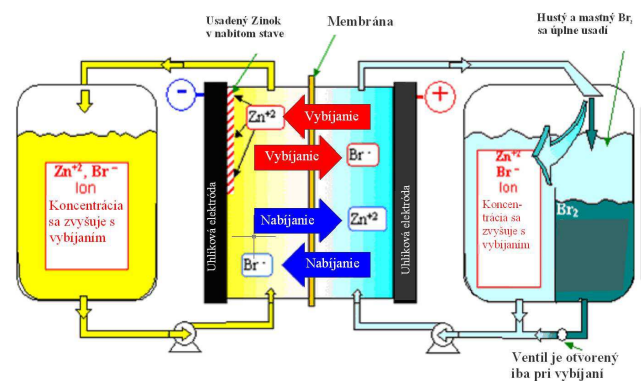 Usadený Zinok
v nabitom stave
Membrána
Hustý a mastný Br₂
sa úplne usadí
-
+
Zn⁺²
Vybíjanie
Vybíjanie
Br -
Nabíjanie
Zn⁺²
Br -
Nabíjanie
Uhlíková elektróda
Uhlíková elektróda
Zn⁺², Br –
Ion
Koncentrácia
sa zvyšuje s
vybíjaním
Zn⁺²
Br –
Ion
Koncen-
trácia sa
zvyšuje s
vybíjaním
Br₂
Ventil je otvorený
iba pri vybíjaní